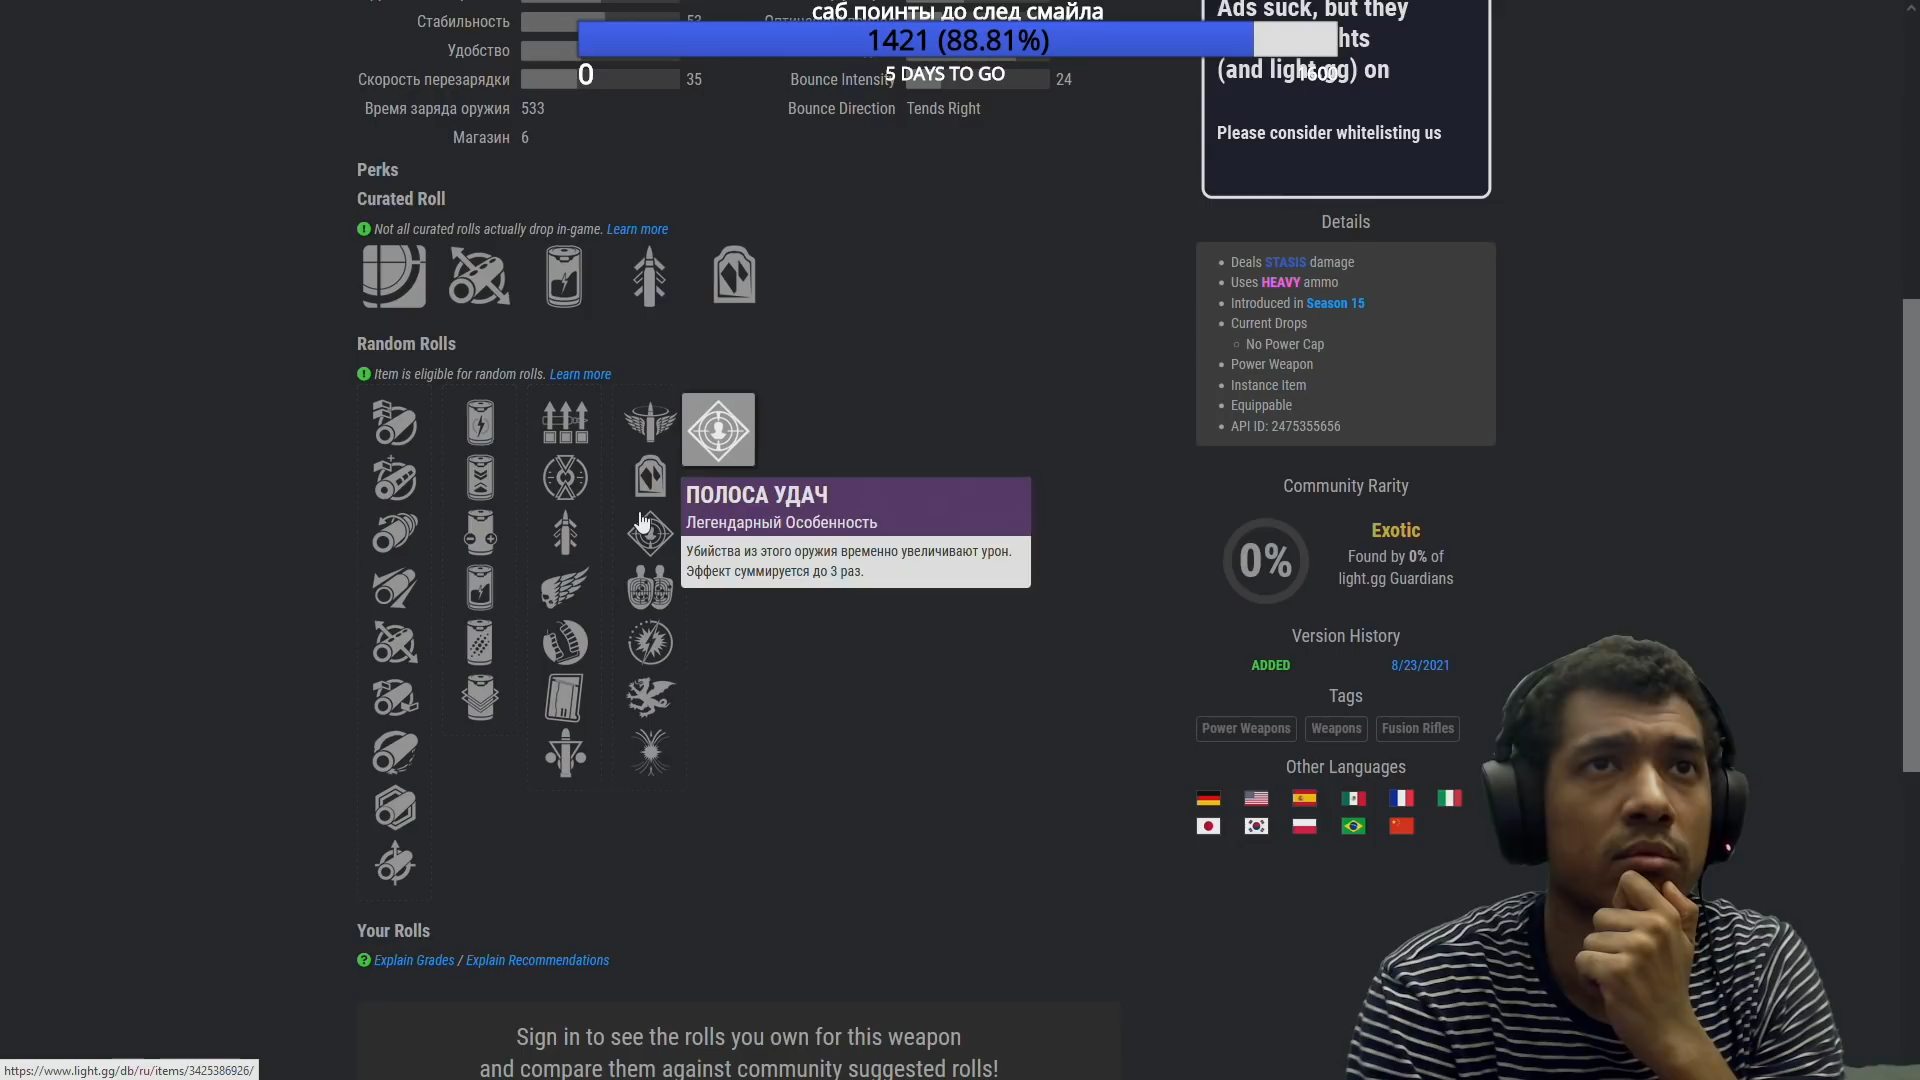 Стабильность 53
саб поинты до след смайла
1421 (88.81%)
0
5 DAYS TO GO
1600
Удобство
Скорость перезарядки 35
Время заряда оружия 533
Магазин 6
Bounce Intensity 24
Bounce Direction Tends Right
Ads suck, but they
hts
(and light.gg) on
Please consider whitelisting us
Perks
Curated Roll
Not all curated rolls actually drop in-game. Learn more
Random Rolls
Item is eligible for random rolls. Learn more
ПОЛОСА УДАЧ
Легендарный Особенность
Убийства из этого оружия временно увеличивают урон.
Эффект суммируется до 3 раз.
Details
Deals STASIS damage
Uses HEAVY ammo
Introduced in Season 15
Current Drops
No Power Cap
Power Weapon
Instance Item
Equippable
API ID: 2475355656
Community Rarity
0%
Exotic
Found by 0% of
light.gg Guardians
Version History
ADDED 8/23/2021
Tags
Power Weapons Weapons Fusion Rifles
Other Languages
Your Rolls
Explain Grades / Explain Recommendations
Sign in to see the rolls you own for this weapon
and compare them against community suggested rolls!
https://www.light.gg/db/ru/items/3425386926/